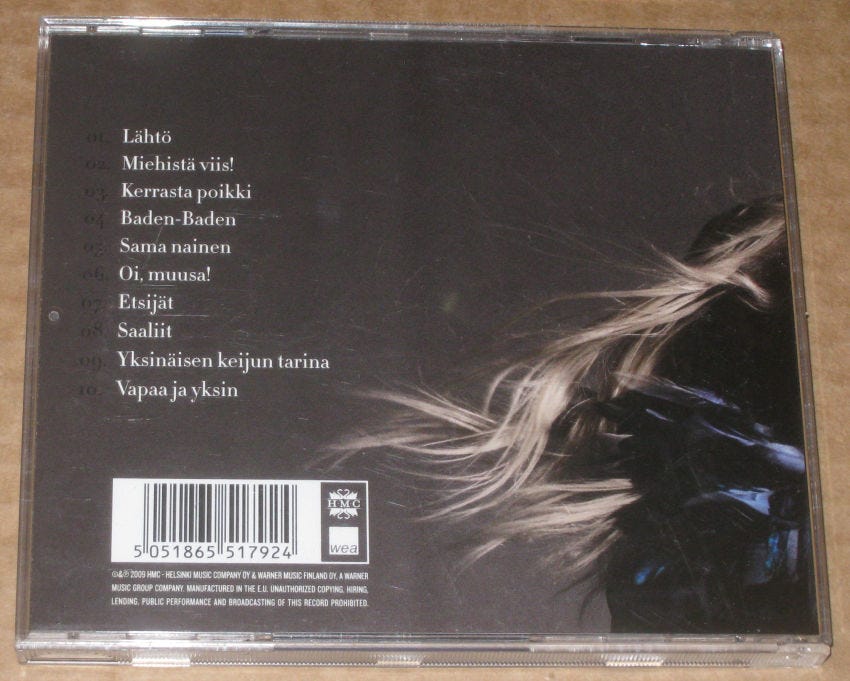 01. Lähtö
02. Miehistä viis!
03. Kerrasta poikki
04. Baden-Baden
05. Sama nainen
06. Oi, muusa!
07. Etsijät
08. Saaliit
09. Yksinäisen keijun tarina
10. Vapaa ja yksin
HMC
5 051865 517924
wea
©&℗ 2009 HMC - HELSINKI MUSIC COMPANY OY & WARNER MUSIC FINLAND OY, A WARNER
MUSIC GROUP COMPANY. MANUFACTURED IN THE E.U. UNAUTHORIZED COPYING, HIRING,
LENDING, PUBLIC PERFORMANCE AND BROADCASTING OF THIS RECORD PROHIBITED.